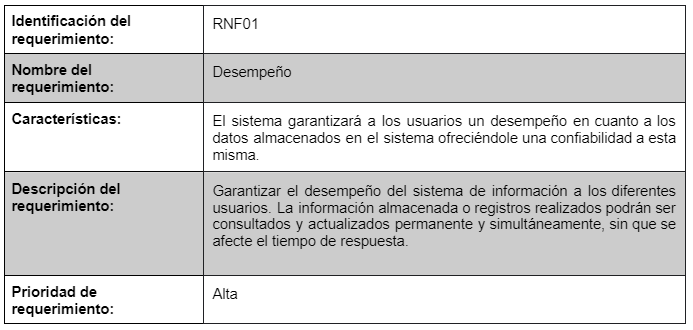 Identificación del
requerimiento:
RNF01
Nombre del
requerimiento:
Desempeño
Características:
El sistema garantizará a los usuarios un desempeño en cuanto a los
datos almacenados en el sistema ofreciéndole una confiabilidad a esta
misma.
Descripción del
requerimiento:
Garantizar el desempeño del sistema de información a los diferentes
usuarios. La información almacenada o registros realizados podrán ser
consultados y actualizados permanente y simultáneamente, sin que se
afecte el tiempo de respuesta.
Prioridad de
requerimiento:
Alta